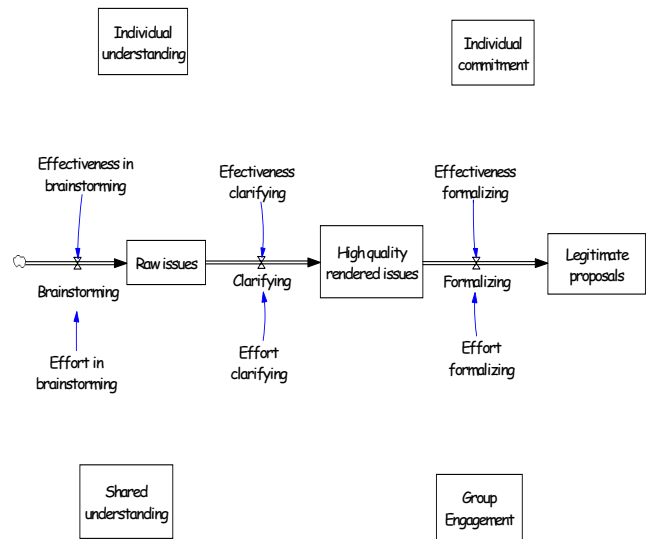 Individual
understanding
Individual
commitment
Effectiveness in
brainstorming
Efectiveness
clarifying
Effectiveness
formalizing
Raw issues
High quality
rendered issues
Legitimate
proposals
Brainstorming
Clarifying
Formalizing
Effort in
brainstorming
Effort
clarifying
Effort
formalizing
Shared
understanding
Group
Engagement